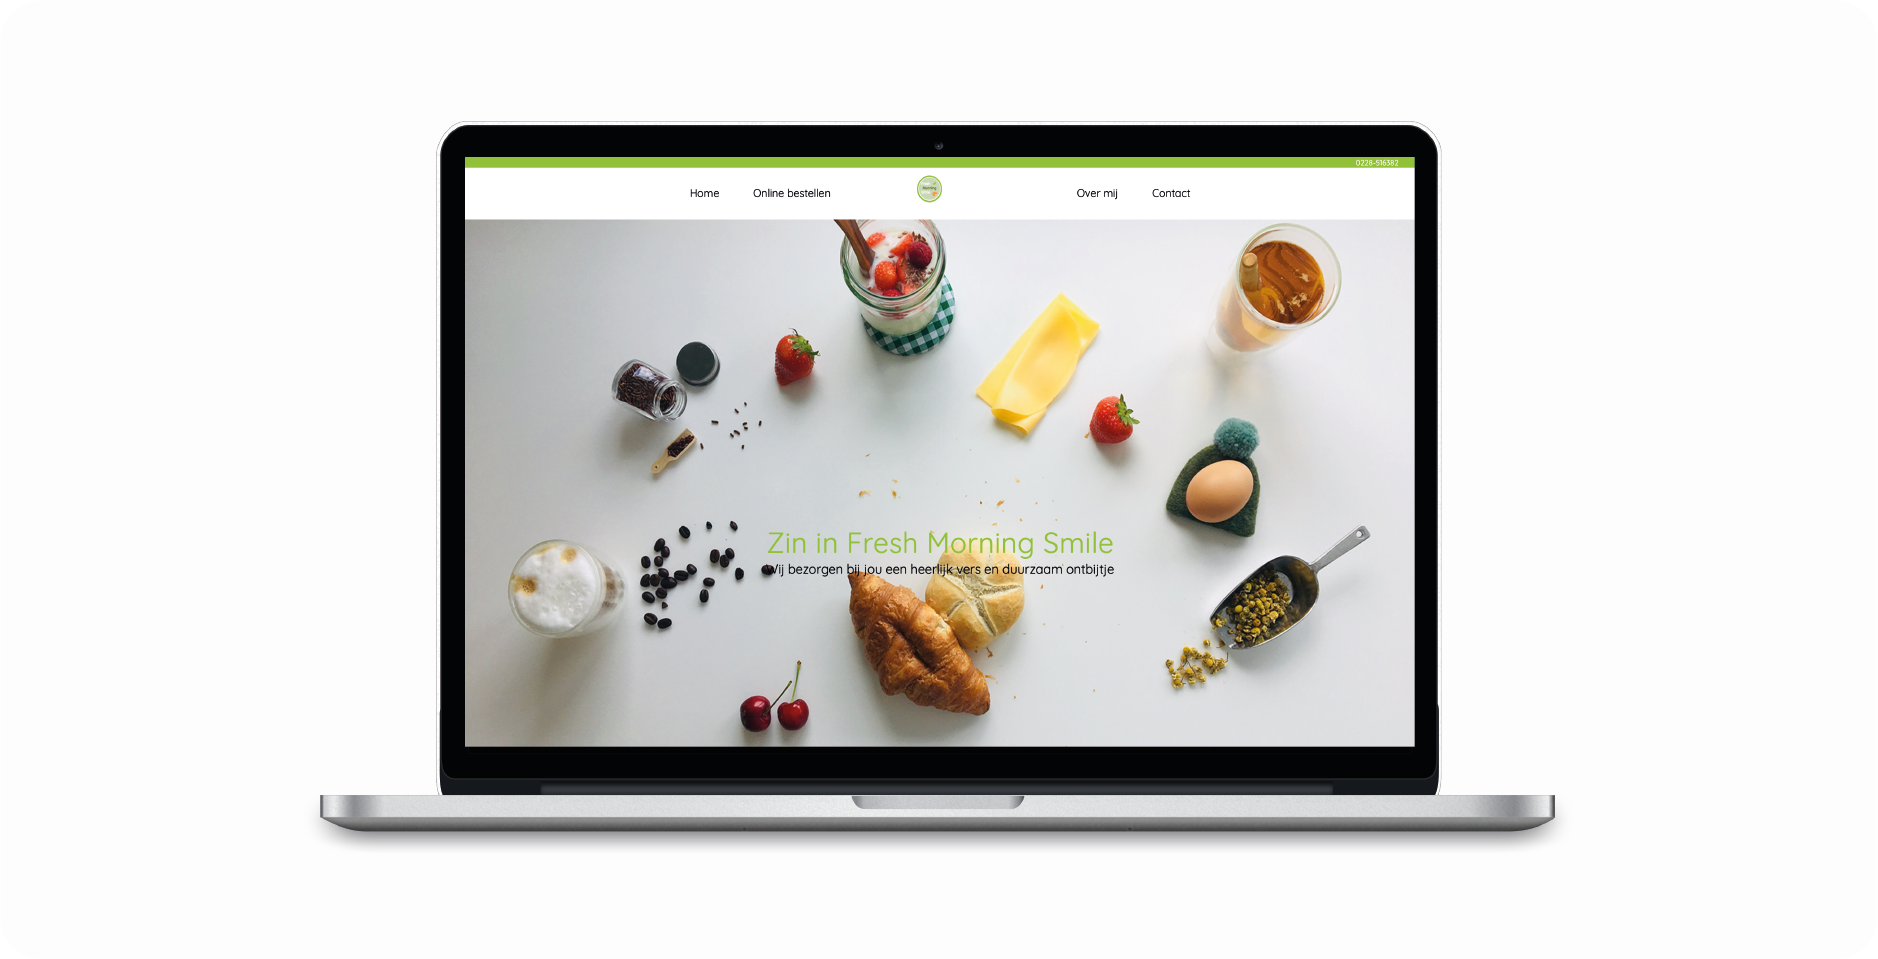 0228-516382
Home Online bestellen Over mij Contact
Zin in Fresh Morning Smile
Wij bezorgen bij jou een heerlijk vers en duurzaam ontbijtje